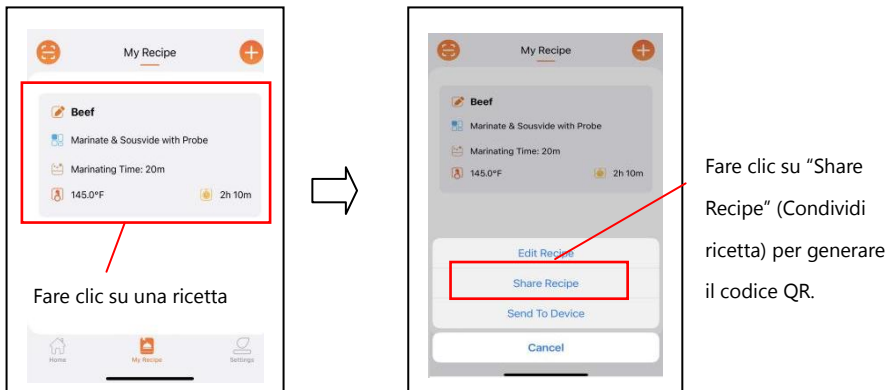 My Recipe
Beef
Marinate & Sousvide with Probe
Marinating Time: 20m
145.0°F 2h 10m
Fare clic su una ricetta
Home My Recipe Settings
My Recipe
Beef
Marinate & Sousvide with Probe
Marinating Time: 20m
145.0°F 2h 10m
Edit Recipe
Share Recipe
Send To Device
Cancel
Fare clic su “Share
Recipe” (Condividi
ricetta) per generare
il codice QR.